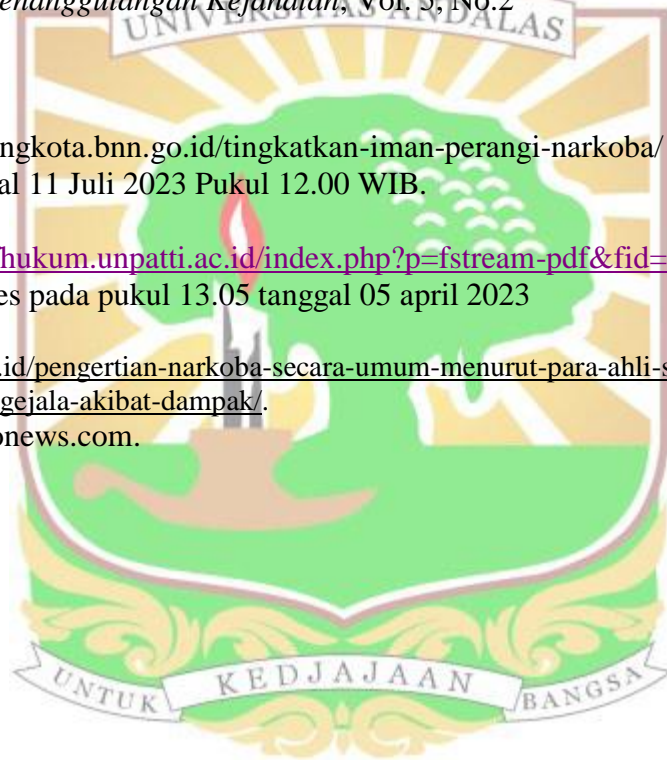 enanggulangan Kejahatan, Vol. 5, No.2
UNIVERSITAS ANDALAS
ngkota.bnn.go.id/tingkatkan-iman-perangi-narkoba/
al 11 Juli 2023 Pukul 12.00 WIB.
/hukum.unpatti.ac.id/index.php?p=fstream-pdf&fid=
es pada pukul 13.05 tanggal 05 april 2023
.id/pengertian-narkoba-secara-umum-menurut-para-ahli-s
gejala-akibat-dampak/.
onews.com.
UNTUK KEDJAJAAN BANGSA